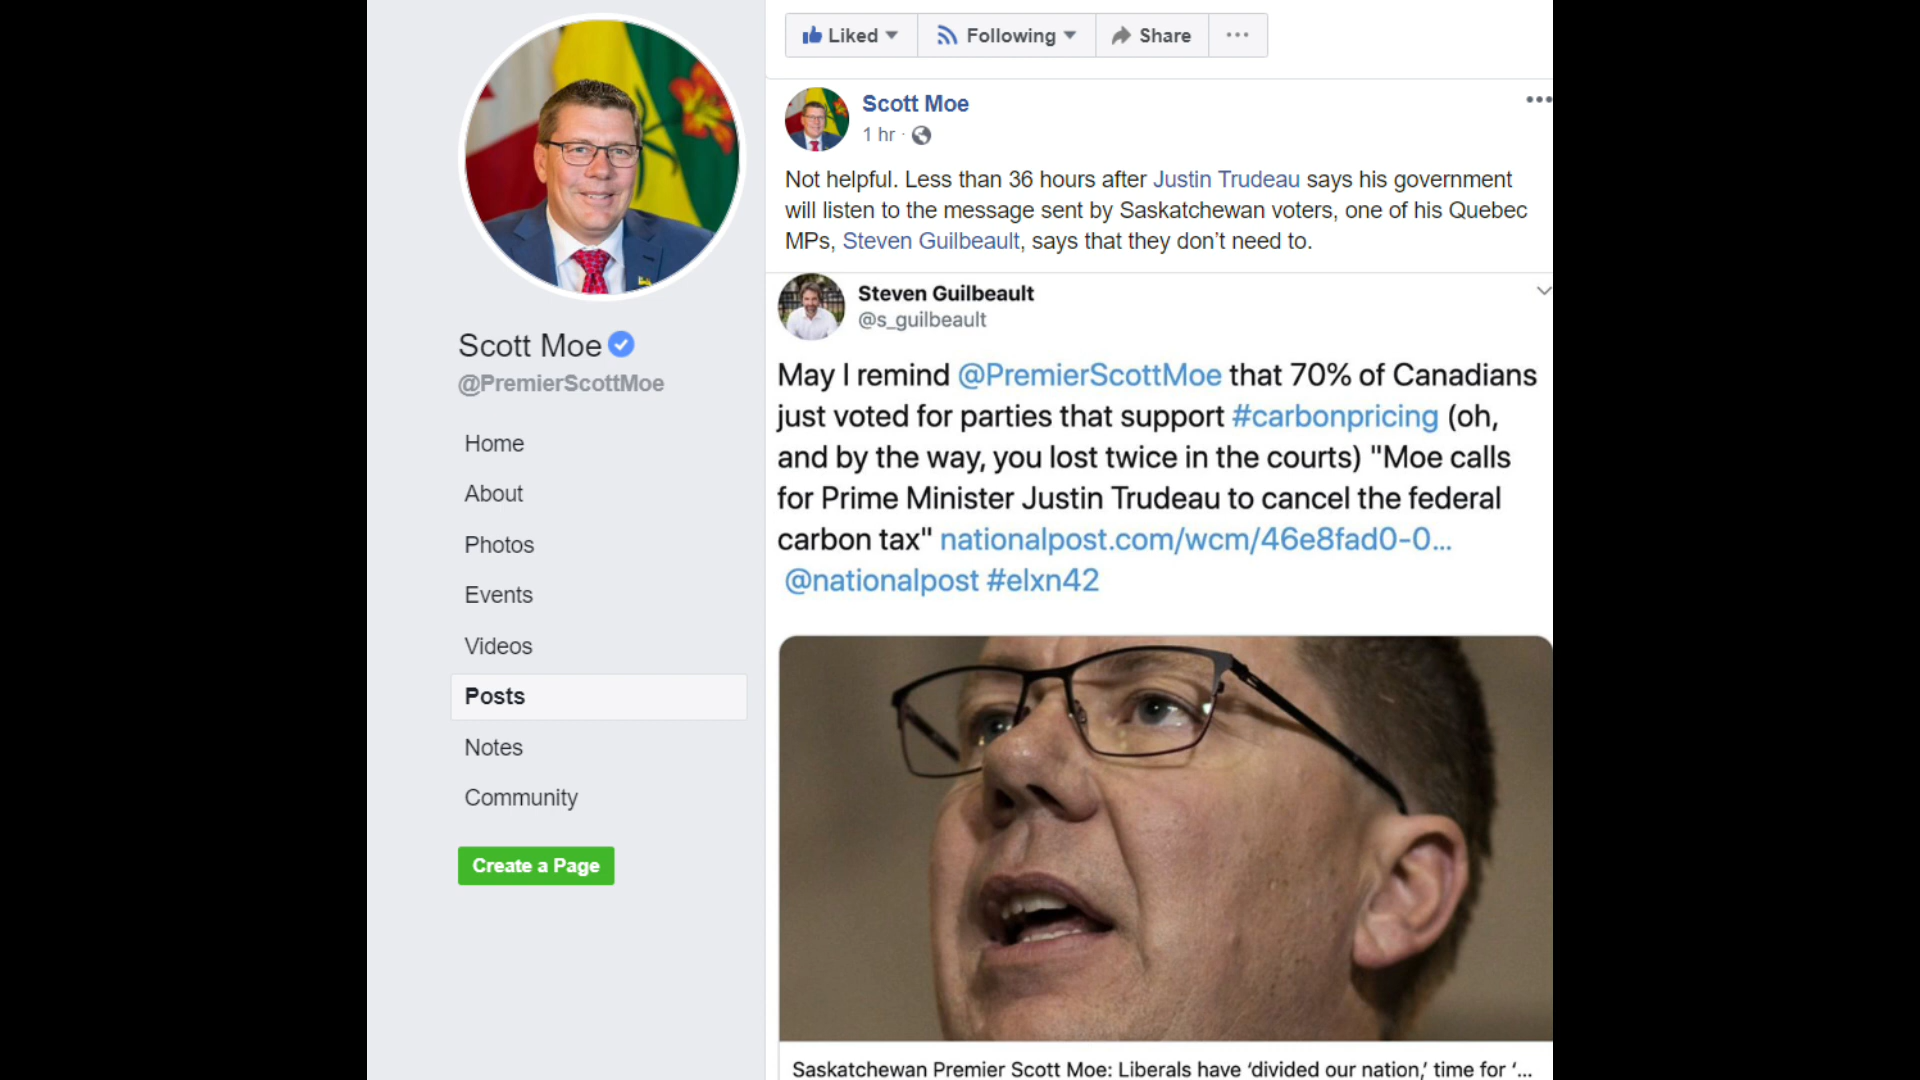 Liked
Following
Share
Scott Moe
1 hr ·
Not helpful. Less than 36 hours after Justin Trudeau says his government
will listen to the message sent by Saskatchewan voters, one of his Quebec
MPs, Steven Guilbeault, says that they don’t need to.
Scott Moe
@PremierScottMoe
Home
About
Photos
Events
Videos
Posts
Notes
Community
Create a Page
Steven Guilbeault
@s_guilbeault
May I remind @PremierScottMoe that 70% of Canadians
just voted for parties that support #carbonpricing (oh,
and by the way, you lost twice in the courts) "Moe calls
for Prime Minister Justin Trudeau to cancel the federal
carbon tax" nationalpost.com/wcm/46e8fad0-0...
@nationalpost #elxn42
Saskatchewan Premier Scott Moe: Liberals have ‘divided our nation,’ time for ‘...